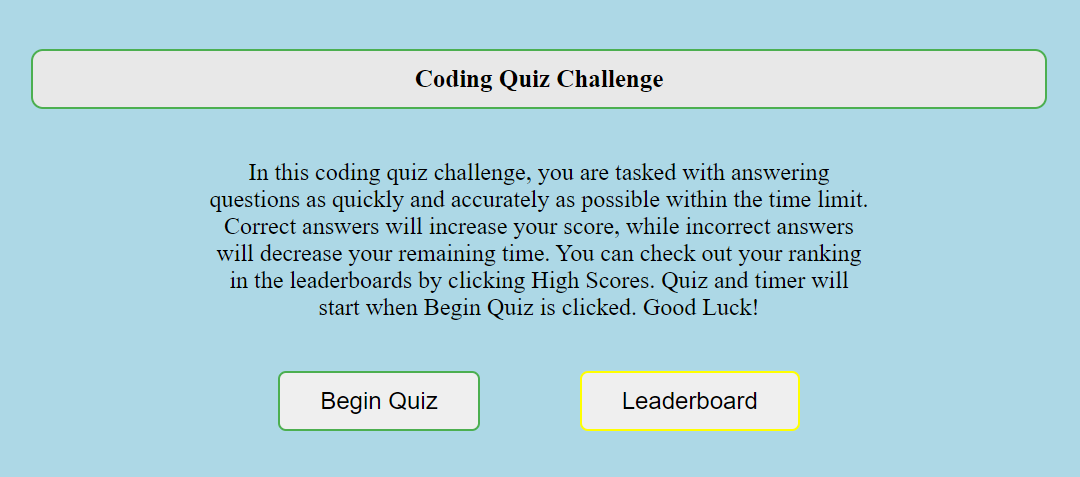 Coding Quiz Challenge
In this coding quiz challenge, you are tasked with answering
questions as quickly and accurately as possible within the time limit.
Correct answers will increase your score, while incorrect answers
will decrease your remaining time. You can check out your ranking
in the leaderboards by clicking High Scores. Quiz and timer will
start when Begin Quiz is clicked. Good Luck!
Begin Quiz
Leaderboard